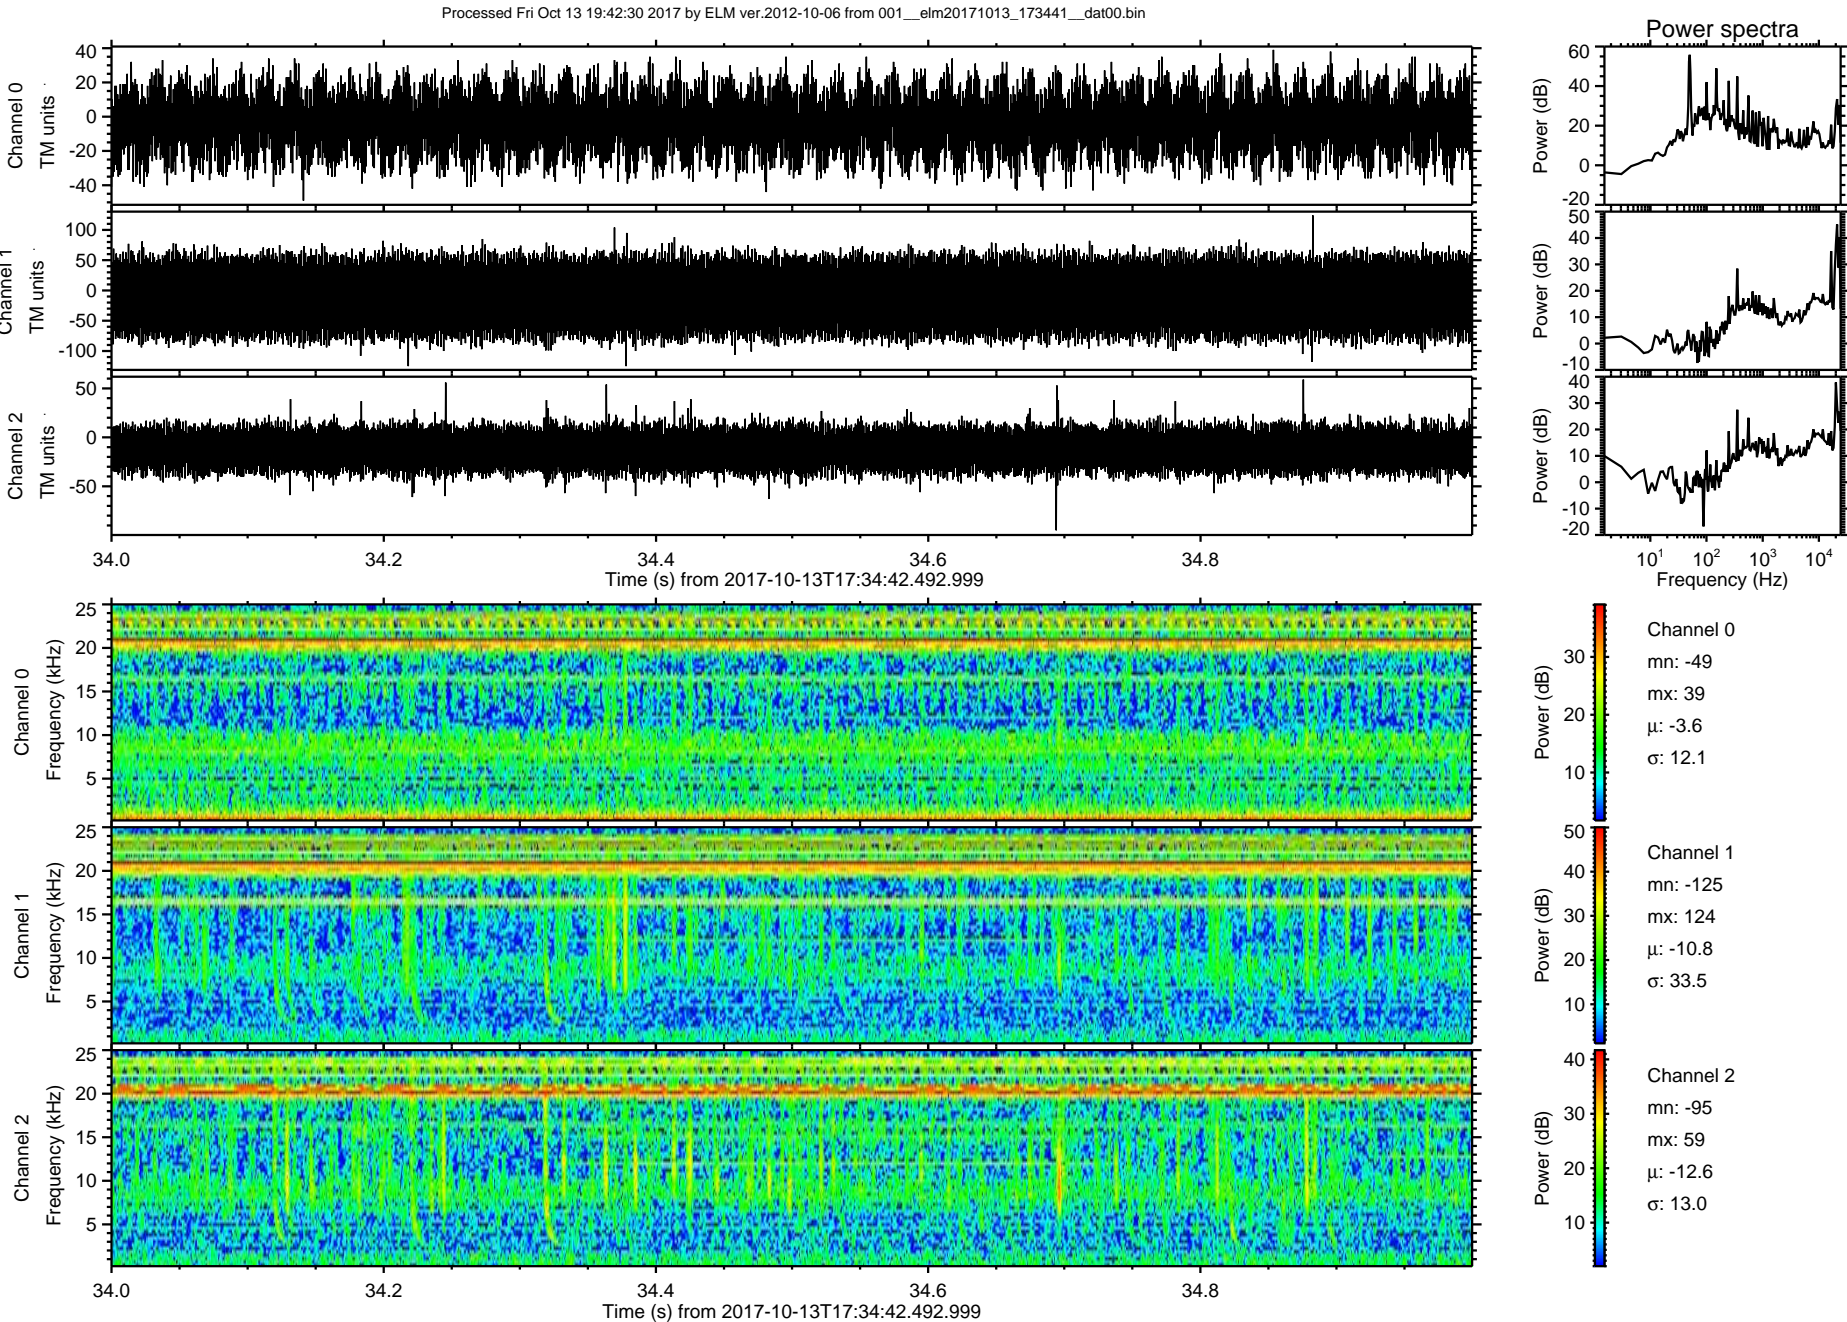 Processed Fri Oct 13 19:42:30 2017 by ELM ver.2012-10-06 from 001__elm20171013_173441__dat00.bin
Power spectra
Channel 0
TM units
40
20
0
-20
-40
Power (dB)
60
40
20
0
-20
Channel 1
TM units
100
50
0
-50
-100
Power (dB)
50
40
30
20
10
0
-10
Channel 2
TM units
50
0
-50
Power (dB)
40
30
20
10
0
-10
-20
34.0 34.2 34.4 34.6 34.8
Time (s) from 2017-10-13T17:34:42.492.999
10^1 10^2 10^3 10^4
Frequency (Hz)
Channel 0
Frequency (kHz)
25
20
15
10
5
Power (dB)
30
20
10
Channel 0
mn: -49
mx: 39
μ: -3.6
σ: 12.1
Channel 1
Frequency (kHz)
25
20
15
10
5
Power (dB)
50
40
30
20
10
Channel 1
mn: -125
mx: 124
μ: -10.8
σ: 33.5
Channel 2
Frequency (kHz)
25
20
15
10
5
Power (dB)
40
30
20
10
Channel 2
mn: -95
mx: 59
μ: -12.6
σ: 13.0
34.0 34.2 34.4 34.6 34.8
Time (s) from 2017-10-13T17:34:42.492.999